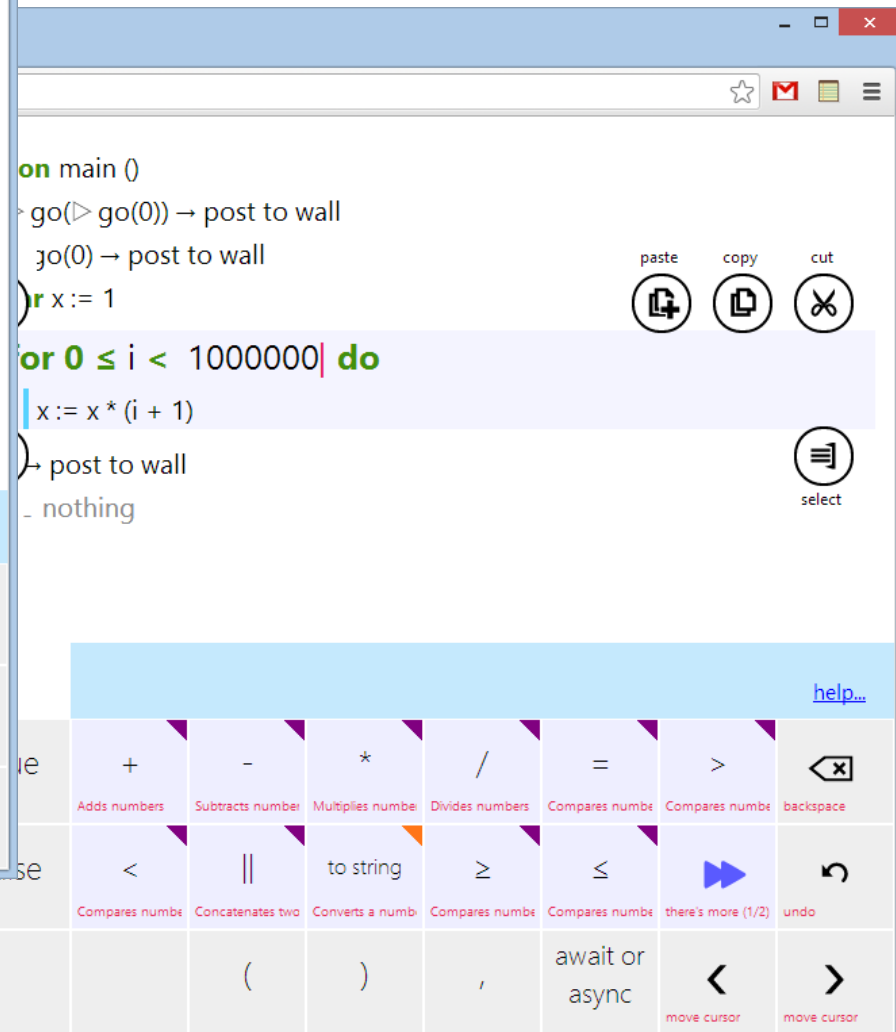 on main ()
go(▷ go(0)) → post to wall
go(0) → post to wall
r x := 1
or 0 ≤ i < 1000000 do
x := x * (i + 1)
→ post to wall
nothing
paste copy cut
select
help...
ue + - * / = >
Adds numbers Subtracts number Multiplies numbe Divides numbers Compares numbe Compares numbe backspace
se < || to string ≥ ≤
Compares numbe Concatenates two Converts a numb Compares numbe Compares numbe there's more (1/2) undo
( ) , await or
async
move cursor move cursor